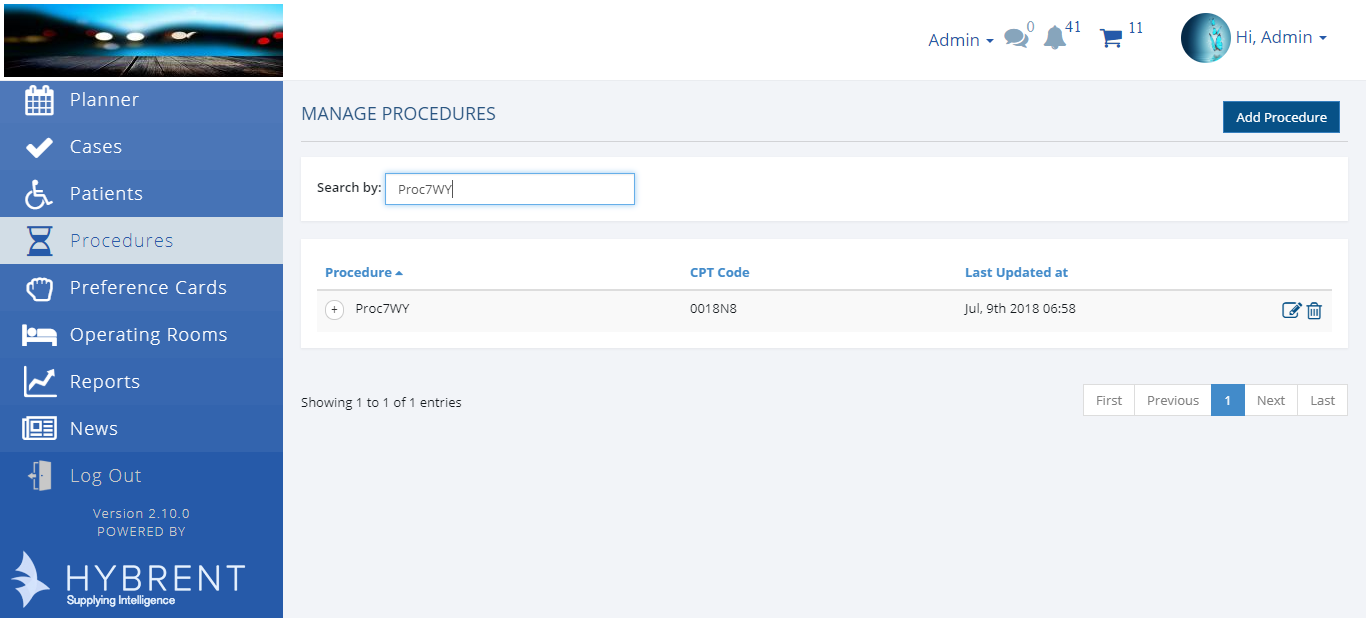 Admin
0
41
11
Hi, Admin
Planner
Cases
Patients
Procedures
Preference Cards
Operating Rooms
Reports
News
Log Out
Version 2.10.0
POWERED BY
HYBRENT
Supplying Intelligence
MANAGE PROCEDURES
Add Procedure
Search by: Proc7WY
Procedure CPT Code Last Updated at
+ Proc7WY 0018N8 Jul, 9th 2018 06:58
Showing 1 to 1 of 1 entries
First Previous 1 Next Last